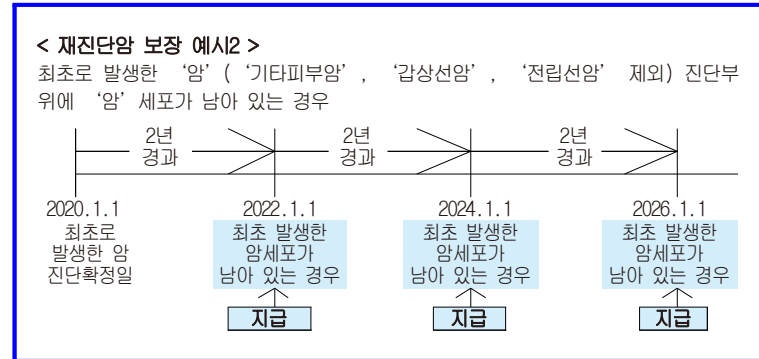 < 재진단암 보장 예시2 >
최초로 발생한 ‘암’ ( ‘기타피부암’ , ‘갑상선암’ , ‘전립선암’ 제외) 진단부
위에 ‘암’ 세포가 남아 있는 경우
2년 2년 2년
경과 경과 경과
2020.1.1 2022.1.1 2024.1.1 2026.1.1
최초로 최초 발생한 최초 발생한 최초 발생한
발생한 암 암세포가 암세포가 암세포가
진단확정일 남아 있는 경우 남아 있는 경우 남아 있는 경우
지급 지급 지급